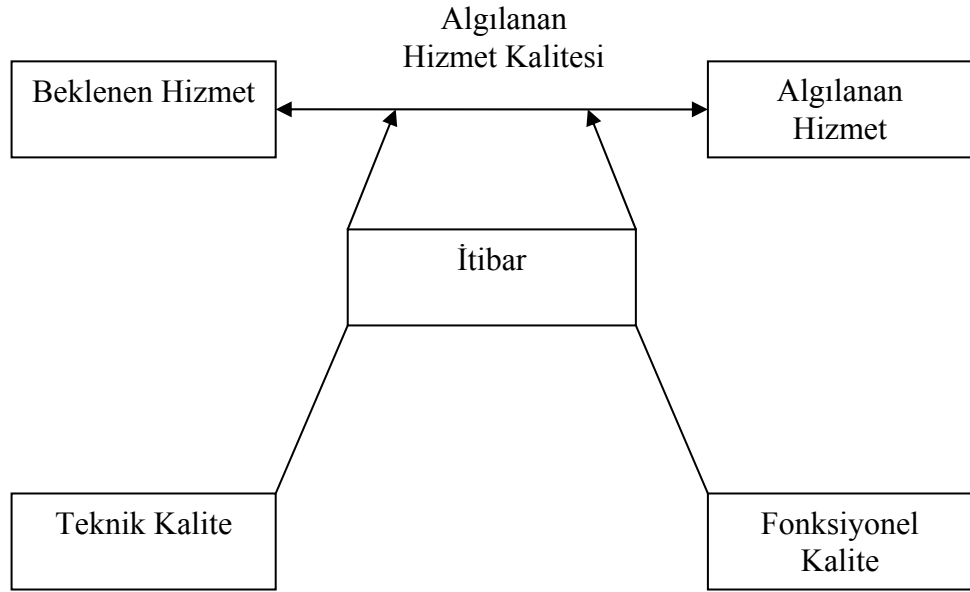 Algılanan
Hizmet Kalitesi
Beklenen Hizmet
Algılanan
Hizmet
İtibar
Teknik Kalite
Fonksiyonel
Kalite